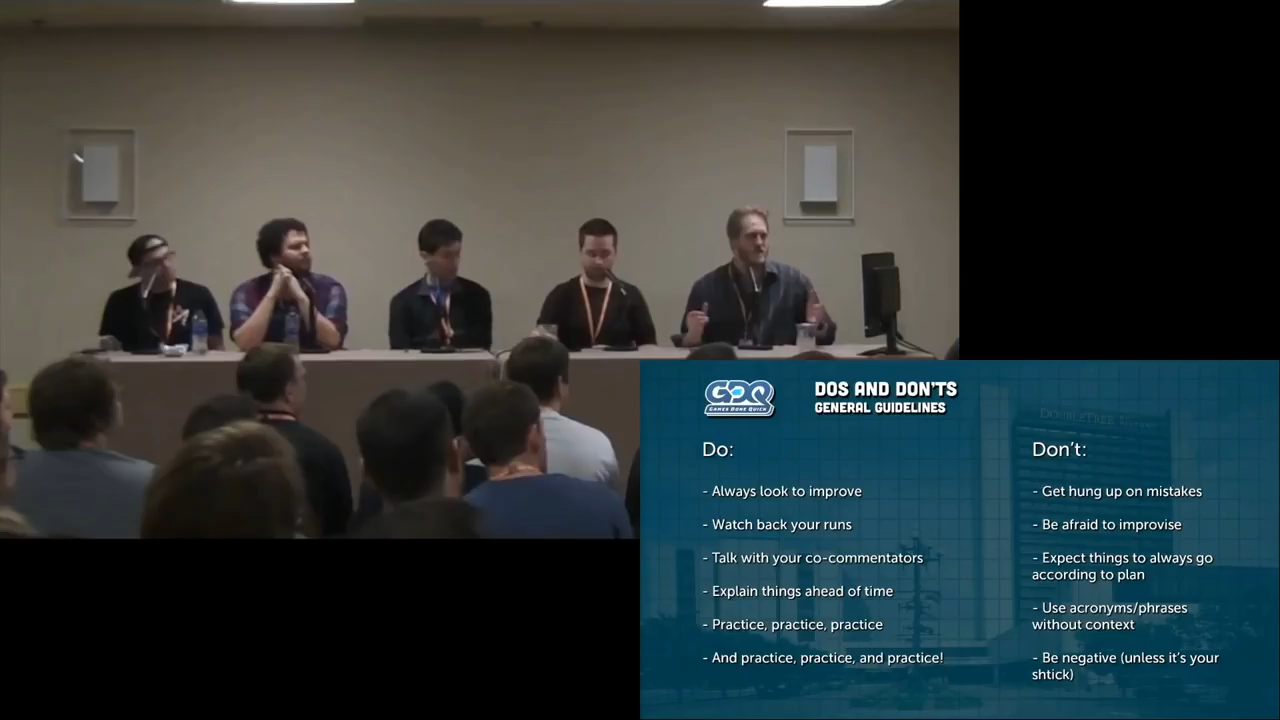 GDQ
GAMES DONE QUICK
DOS AND DON'TS
GENERAL GUIDELINES
Do:
- Always look to improve
- Watch back your runs
- Talk with your co-commentators
- Explain things ahead of time
- Practice, practice, practice
- And practice, practice, and practice!
Don't:
- Get hung up on mistakes
- Be afraid to improvise
- Expect things to always go
according to plan
- Use acronyms/phrases
without context
- Be negative (unless it's your
shtick)
DOUBLETREE